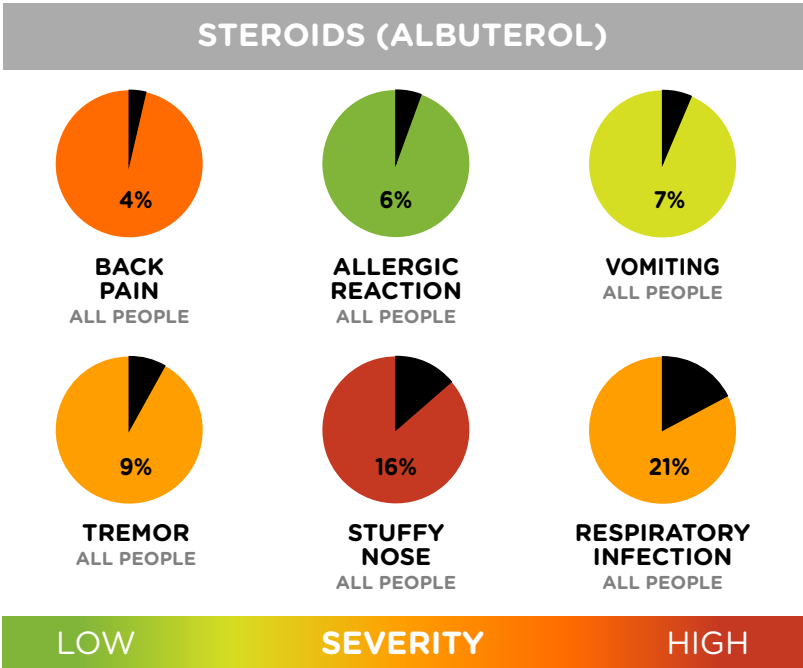 STEROIDS (ALBUTEROL)
4%
BACK
PAIN
ALL PEOPLE
6%
ALLERGIC
REACTION
ALL PEOPLE
7%
VOMITING
ALL PEOPLE
9%
TREMOR
ALL PEOPLE
16%
STUFFY
NOSE
ALL PEOPLE
21%
RESPIRATORY
INFECTION
ALL PEOPLE
LOW SEVERITY HIGH